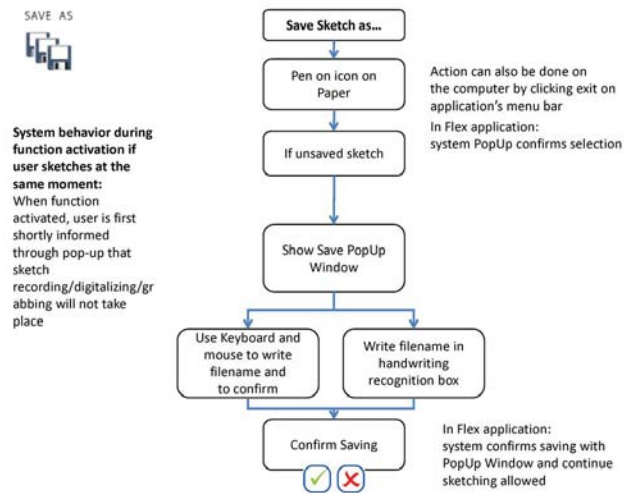 SAVE AS
Save Sketch as...
Pen on icon on
Paper
Action can also be done on
the computer by clicking exit on
application's menu bar
In Flex application:
system PopUp confirms selection
System behavior during
function activation if
user sketches at the
same moment:
When function
activated, user is first
shortly informed
through pop-up that
sketch
recording/digitalizing/gr
abbing will not take
place
If unsaved sketch
Show Save PopUp
Window
Use Keyboard and
mouse to write
filename and
to confirm
Write filename in
handwriting
recognition box
Confirm Saving
In Flex application:
system confirms saving with
PopUp Window and continue
sketching allowed